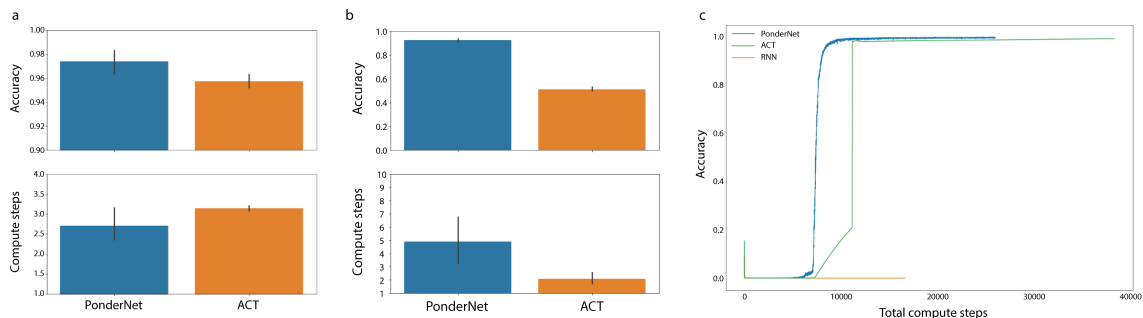 a
1.00
0.98
0.96
0.94
0.92
0.90
Accuracy
4.0
3.5
3.0
2.5
2.0
1.5
1.0
Compute steps
PonderNet ACT
b
1.0
0.8
0.6
0.4
0.2
0.0
Accuracy
10
9
8
7
6
5
4
3
2
1
Compute steps
PonderNet ACT
c
PonderNet
ACT
RNN
1.0
0.8
0.6
0.4
0.2
0.0
Accuracy
0 10000 20000 30000 40000
Total compute steps